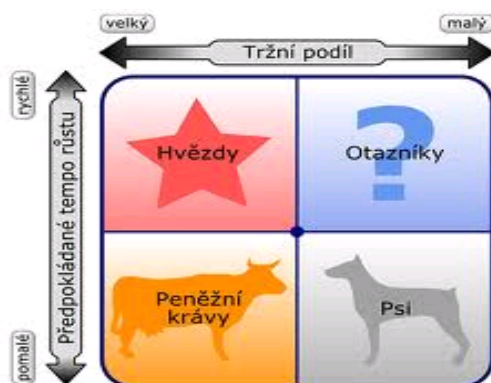 velký
malý
Tržní podíl
rychlé
Předpokládané tempo růstu
pomalé
Hvězdy
Otazníky
Peněžní
krávy
Psi